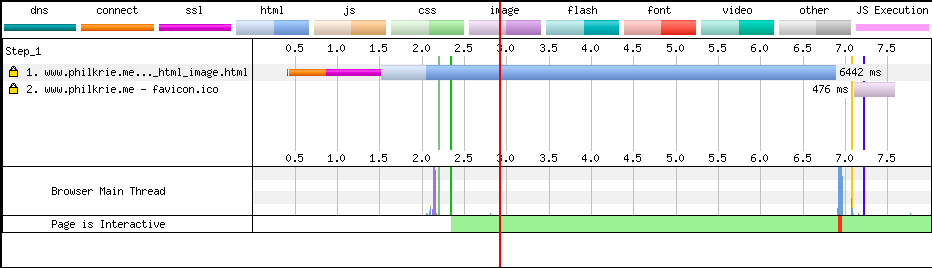 dns connect ssl html js css image flash font video other JS Execution
Step_1 0.5 1.0 1.5 2.0 2.5 3.0 3.5 4.0 4.5 5.0 5.5 6.0 6.5 7.0 7.5
1. www.philkrie.me..._html_image.html 6442 ms
2. www.philkrie.me - favicon.ico 476 ms
0.5 1.0 1.5 2.0 2.5 3.0 3.5 4.0 4.5 5.0 5.5 6.0 6.5 7.0 7.5
Browser Main Thread
Page is Interactive